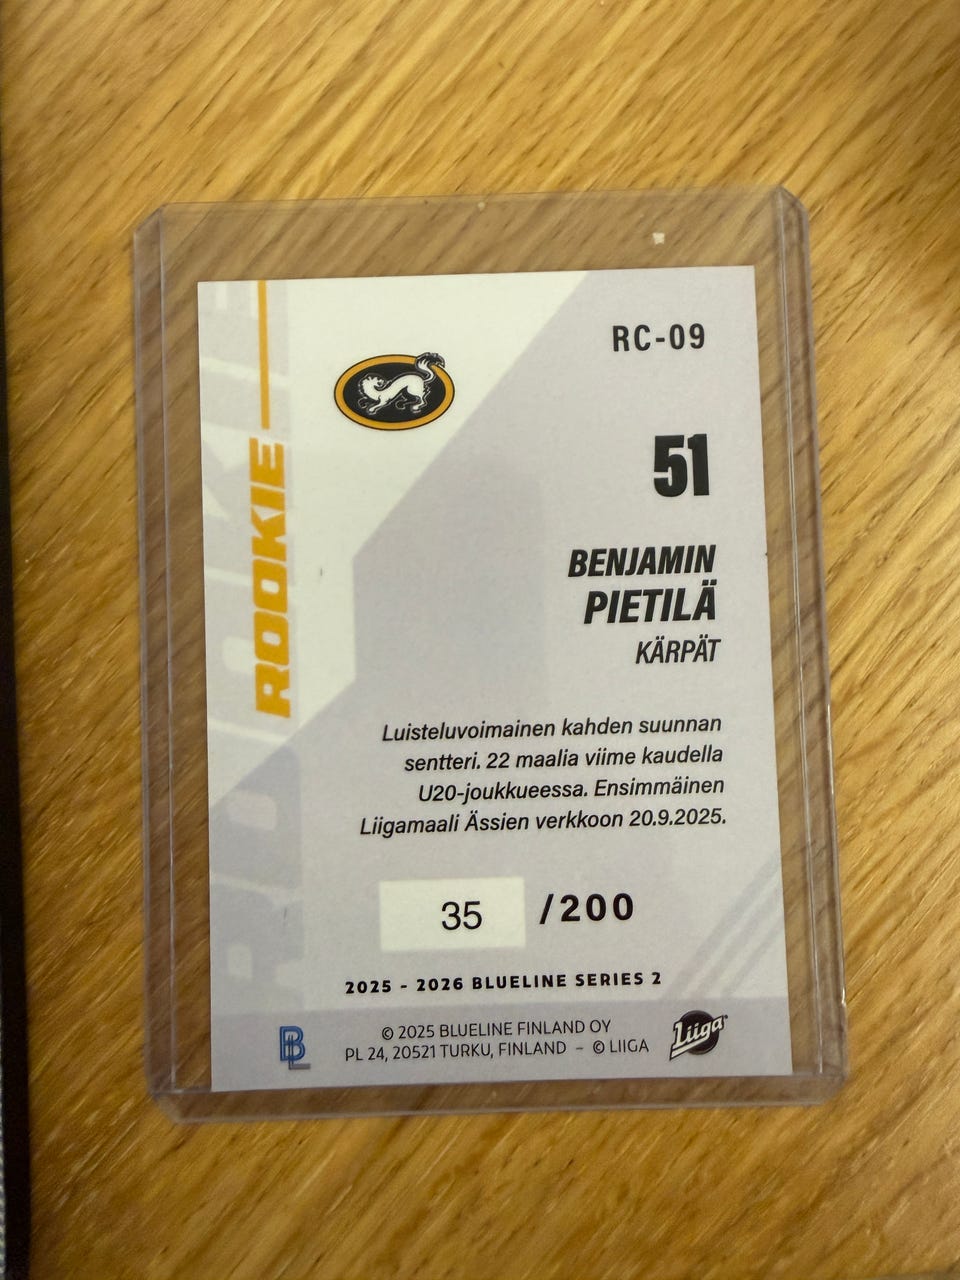 RC-09
51
BENJAMIN
PIETILÄ
KÄRPÄT
ROOKIE
Luisteluvoimainen kahden suunnan
sentteri. 22 maalia viime kaudella
U20-joukkueessa. Ensimmäinen
Liigamaali Ässien verkkoon 20.9.2025.
35 /200
2025 - 2026 BLUELINE SERIES 2
© 2025 BLUELINE FINLAND OY
PL 24, 20521 TURKU, FINLAND - © LIIGA
BL
Liiga